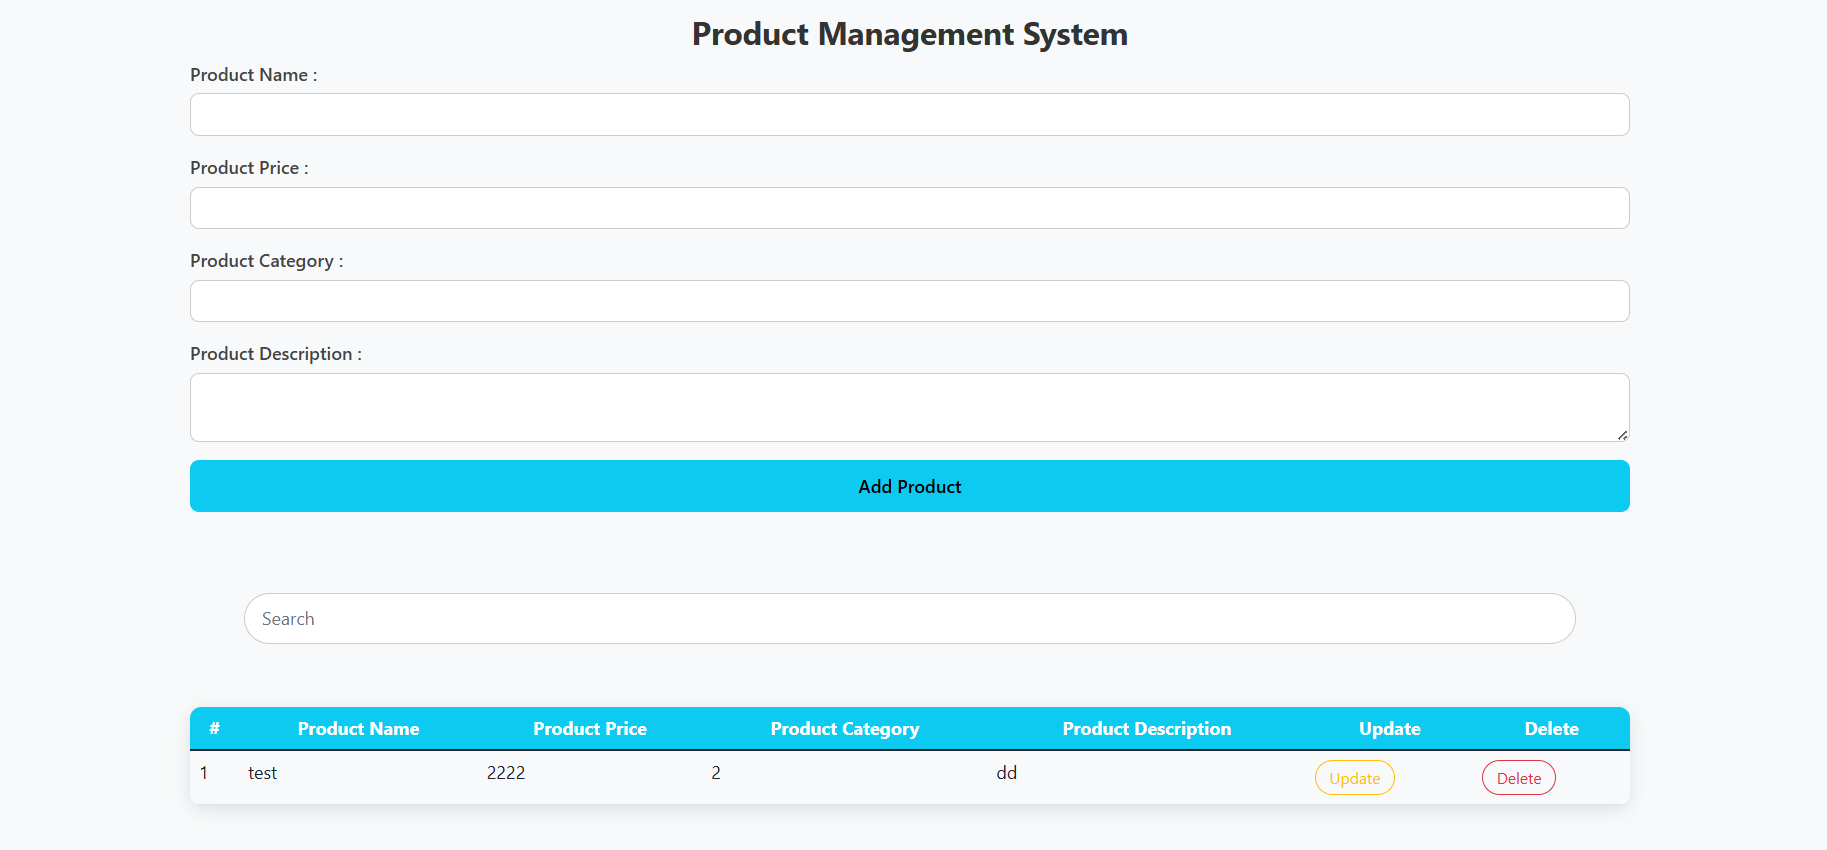 Product Management System
Product Name :
Product Price :
Product Category :
Product Description :
Add Product
Search
# Product Name Product Price Product Category Product Description Update Delete
1 test 2222 2 dd Update Delete